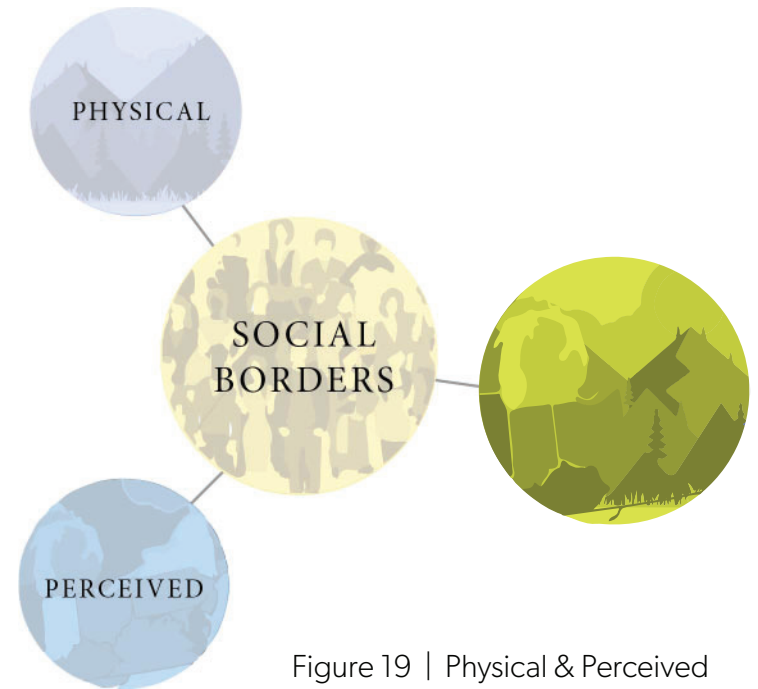 PHYSICAL
SOCIAL
BORDERS
PERCEIVED
Figure 19 | Physical & Perceived